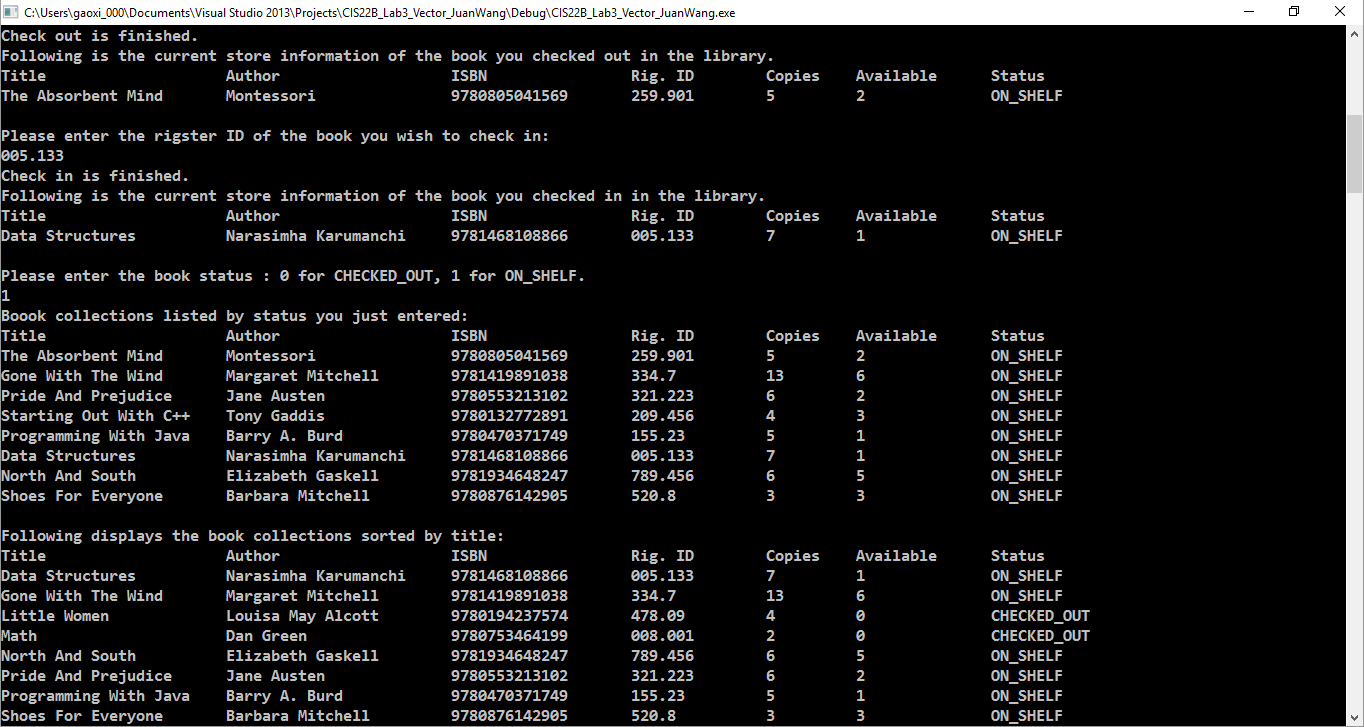 C:\Users\gaoxi_000\Documents\Visual Studio 2013\Projects\CIS22B_Lab3_Vector_JuanWang\Debug\CIS22B_Lab3_Vector_JuanWang.exe
Check out is finished.
Following is the current store information of the book you checked out in the library.
Title Author ISBN Rig. ID Copies Available Status
The Absorbent Mind Montessori 9780805041569 259.901 5 2 ON_SHELF
Please enter the rigster ID of the book you wish to check in:
005.133
Check in is finished.
Following is the current store information of the book you checked in in the library.
Title Author ISBN Rig. ID Copies Available Status
Data Structures Narasimha Karumanchi 9781468108866 005.133 7 1 ON_SHELF
Please enter the book status : 0 for CHECKED_OUT, 1 for ON_SHELF.
1
Boook collections listed by status you just entered:
Title Author ISBN Rig. ID Copies Available Status
The Absorbent Mind Montessori 9780805041569 259.901 5 2 ON_SHELF
Gone With The Wind Margaret Mitchell 9781419891038 334.7 13 6 ON_SHELF
Pride And Prejudice Jane Austen 9780553213102 321.223 6 2 ON_SHELF
Starting Out With C++ Tony Gaddis 9780132772891 209.456 4 3 ON_SHELF
Programming With Java Barry A. Burd 9780470371749 155.23 5 1 ON_SHELF
Data Structures Narasimha Karumanchi 9781468108866 005.133 7 1 ON_SHELF
North And South Elizabeth Gaskell 9781934648247 789.456 6 5 ON_SHELF
Shoes For Everyone Barbara Mitchell 9780876142905 520.8 3 3 ON_SHELF
Following displays the book collections sorted by title:
Title Author ISBN Rig. ID Copies Available Status
Data Structures Narasimha Karumanchi 9781468108866 005.133 7 1 ON_SHELF
Gone With The Wind Margaret Mitchell 9781419891038 334.7 13 6 ON_SHELF
Little Women Louisa May Alcott 9780194237574 478.09 4 0 CHECKED_OUT
Math Dan Green 9780753464199 008.001 2 0 CHECKED_OUT
North And South Elizabeth Gaskell 9781934648247 789.456 6 5 ON_SHELF
Pride And Prejudice Jane Austen 9780553213102 321.223 6 2 ON_SHELF
Programming With Java Barry A. Burd 9780470371749 155.23 5 1 ON_SHELF
Shoes For Everyone Barbara Mitchell 9780876142905 520.8 3 3 ON_SHELF